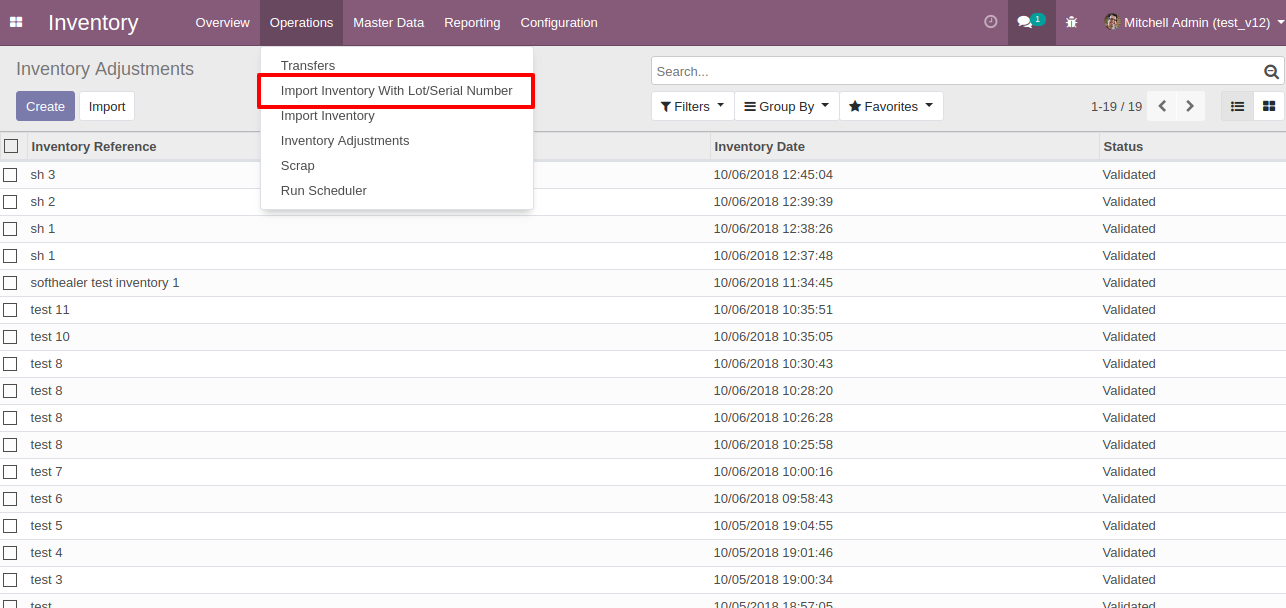 Inventory Overview Operations Master Data Reporting Configuration 1 Mitchell Admin (test_v12)
Inventory Adjustments
Create Import
Transfers
Import Inventory With Lot/Serial Number
Import Inventory
Inventory Adjustments
Scrap
Run Scheduler
Search...
Filters Group By Favorites 1-19 / 19
Inventory Reference Inventory Date Status
sh 3 10/06/2018 12:45:04 Validated
sh 2 10/06/2018 12:39:39 Validated
sh 1 10/06/2018 12:38:26 Validated
sh 1 10/06/2018 12:37:48 Validated
softhealer test inventory 1 10/06/2018 11:34:45 Validated
test 11 10/06/2018 10:35:51 Validated
test 10 10/06/2018 10:35:05 Validated
test 8 10/06/2018 10:30:43 Validated
test 8 10/06/2018 10:28:20 Validated
test 8 10/06/2018 10:26:28 Validated
test 8 10/06/2018 10:25:58 Validated
test 7 10/06/2018 10:00:16 Validated
test 6 10/06/2018 09:58:43 Validated
test 5 10/05/2018 19:04:55 Validated
test 4 10/05/2018 19:01:46 Validated
test 3 10/05/2018 19:00:34 Validated
test 10/05/2018 18:57:05 Validated